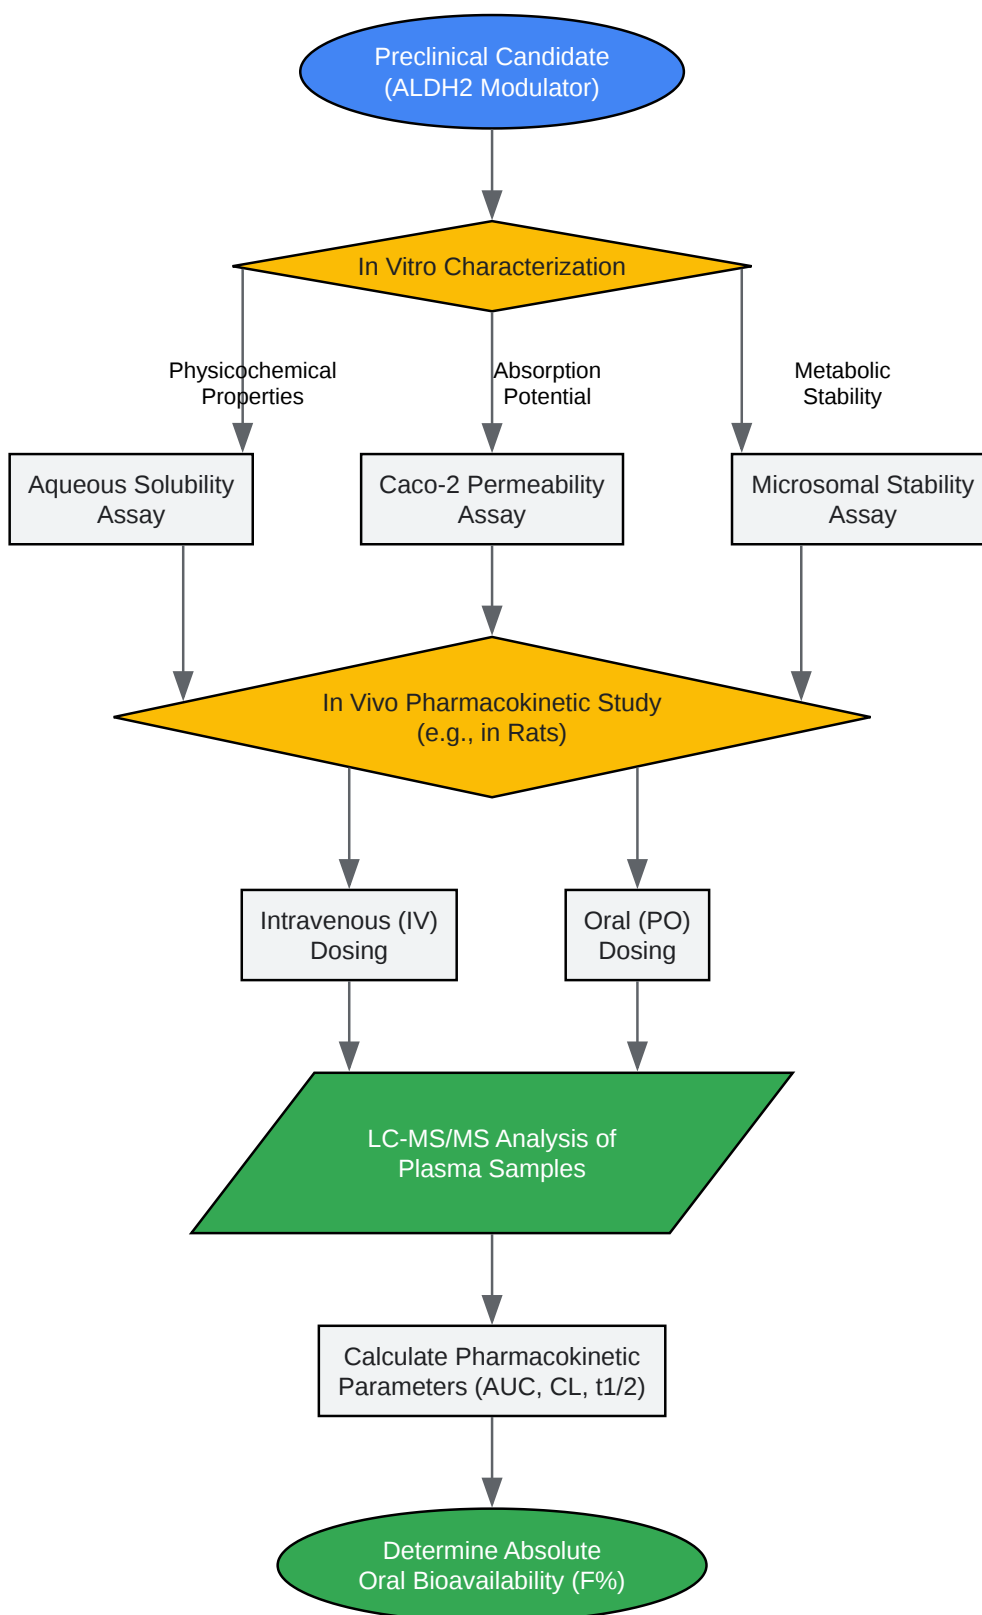 Preclinical Candidate
(ALDH2 Modulator)
In Vitro Characterization
Physicochemical
Properties
Absorption
Potential
Metabolic
Stability
Aqueous Solubility
Assay
Caco-2 Permeability
Assay
Microsomal Stability
Assay
In Vivo Pharmacokinetic Study
(e.g., in Rats)
Intravenous (IV)
Dosing
Oral (PO)
Dosing
LC-MS/MS Analysis of
Plasma Samples
Calculate Pharmacokinetic
Parameters (AUC, CL, t1/2)
Determine Absolute
Oral Bioavailability (F%)